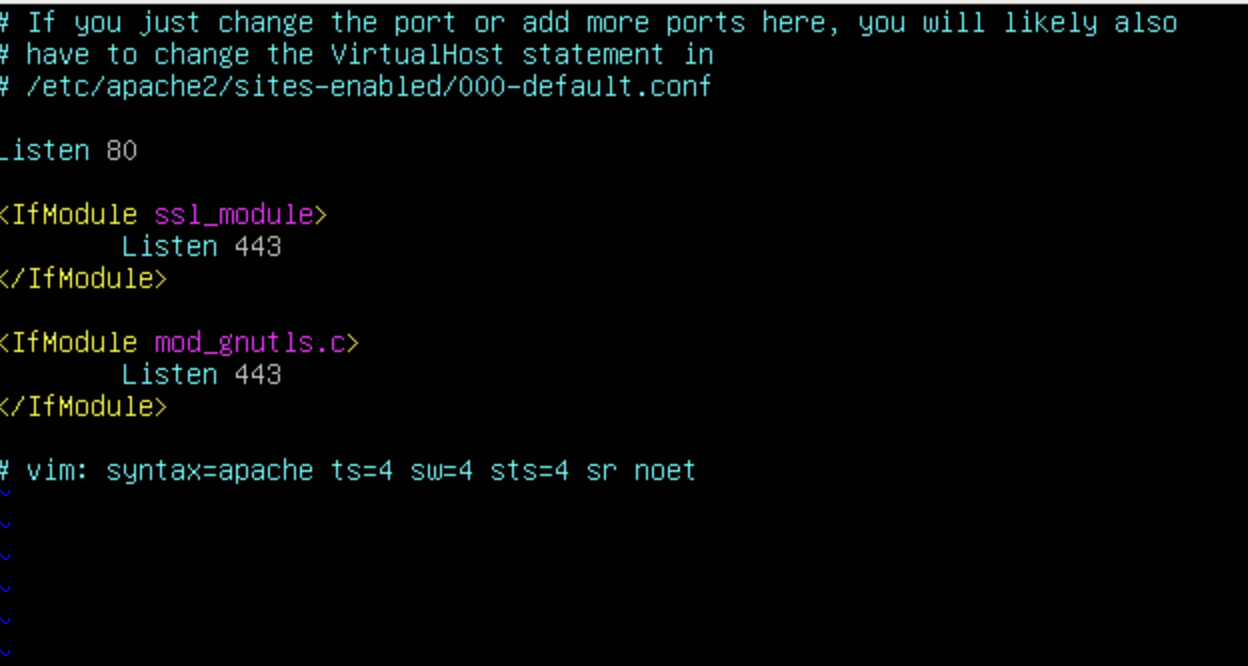 # If you just change the port or add more ports here, you will likely also
# have to change the VirtualHost statement in
# /etc/apache2/sites-enabled/000-default.conf

Listen 80

<IfModule ssl_module>
        Listen 443
</IfModule>

<IfModule mod_gnutls.c>
        Listen 443
</IfModule>

# vim: syntax=apache ts=4 sw=4 sts=4 sr noet
~
~
~
~
~
~